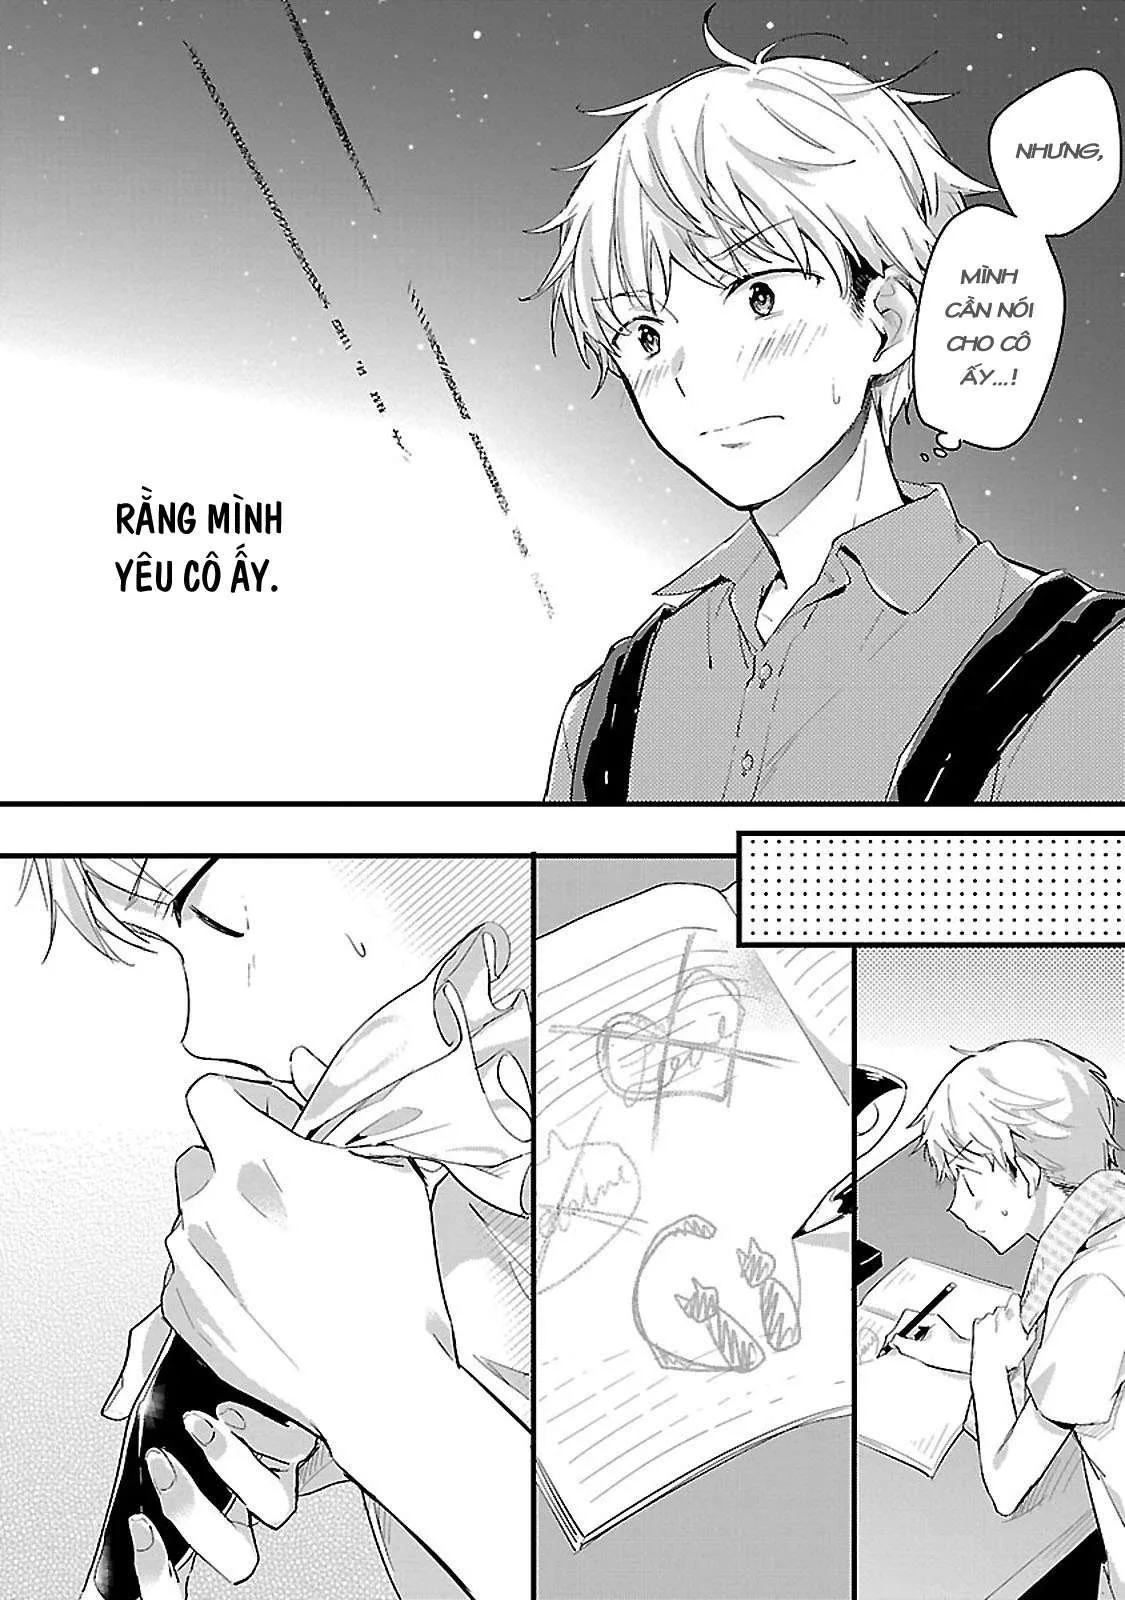 NHƯNG,
MÌNH
CẦN NÓI
CHO CÔ
ẤY...!
RẰNG MÌNH
YÊU CÔ ẤY.